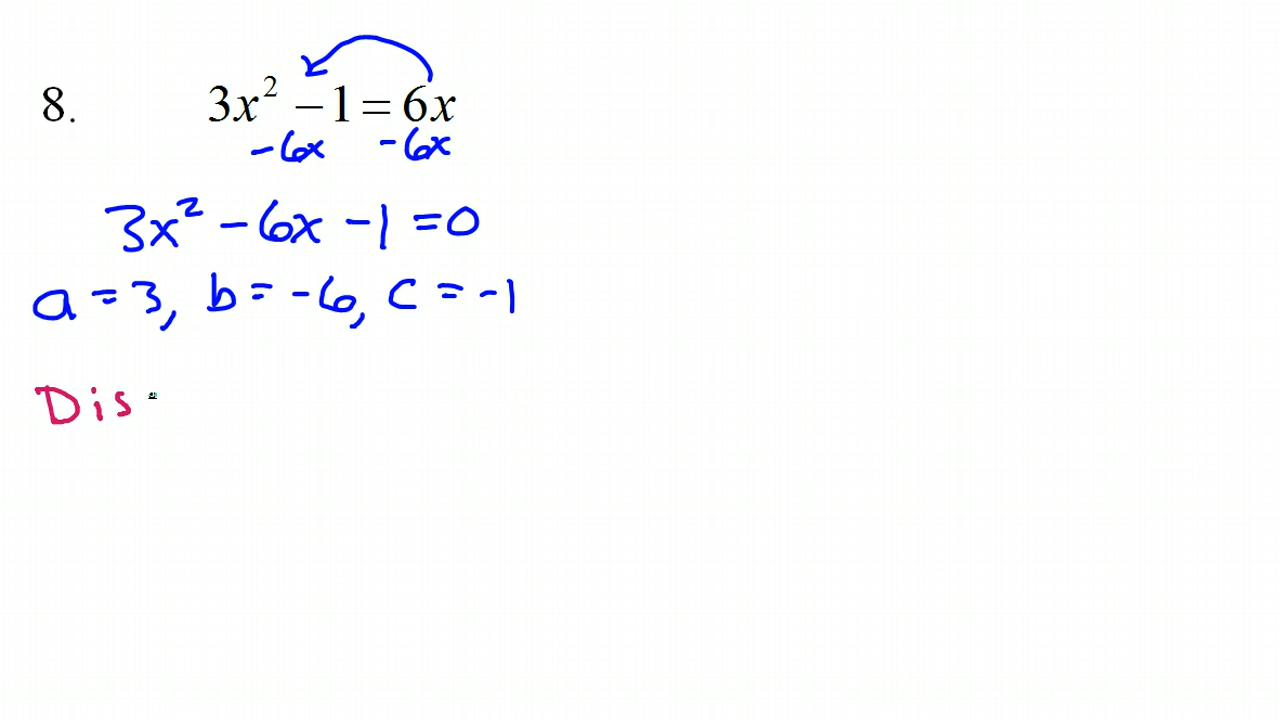 8. 3x² − 1 = 6x
-6x -6x
3x² - 6x - 1 = 0
a = 3, b = -6, c = -1
Dis